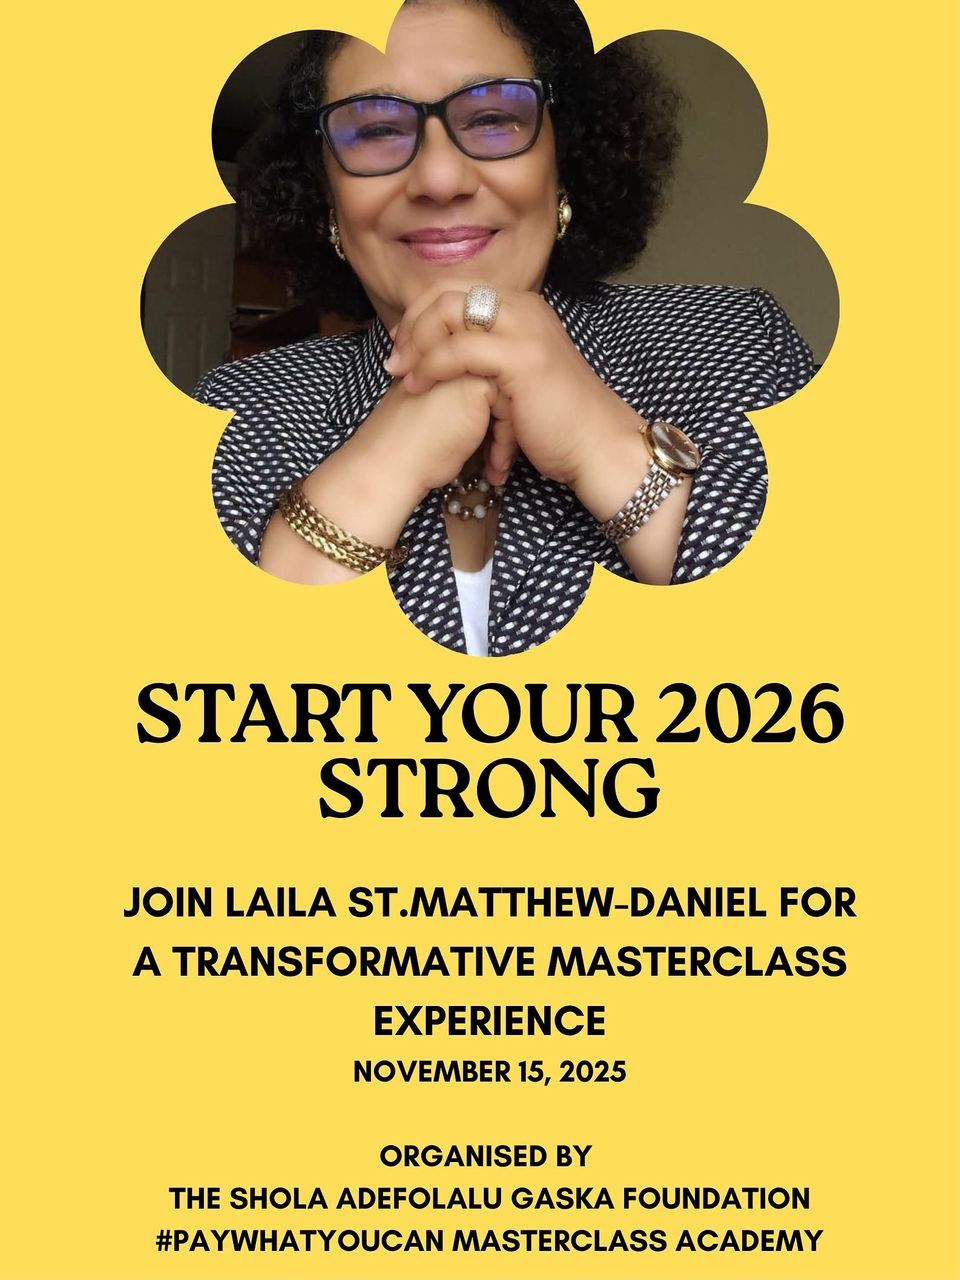 START YOUR 2026
STRONG
JOIN LAILA ST.MATTHEW-DANIEL FOR
A TRANSFORMATIVE MASTERCLASS
EXPERIENCE
NOVEMBER 15, 2025
ORGANISED BY
THE SHOLA ADEFOLALU GASKA FOUNDATION
#PAYWHATYOUCAN MASTERCLASS ACADEMY